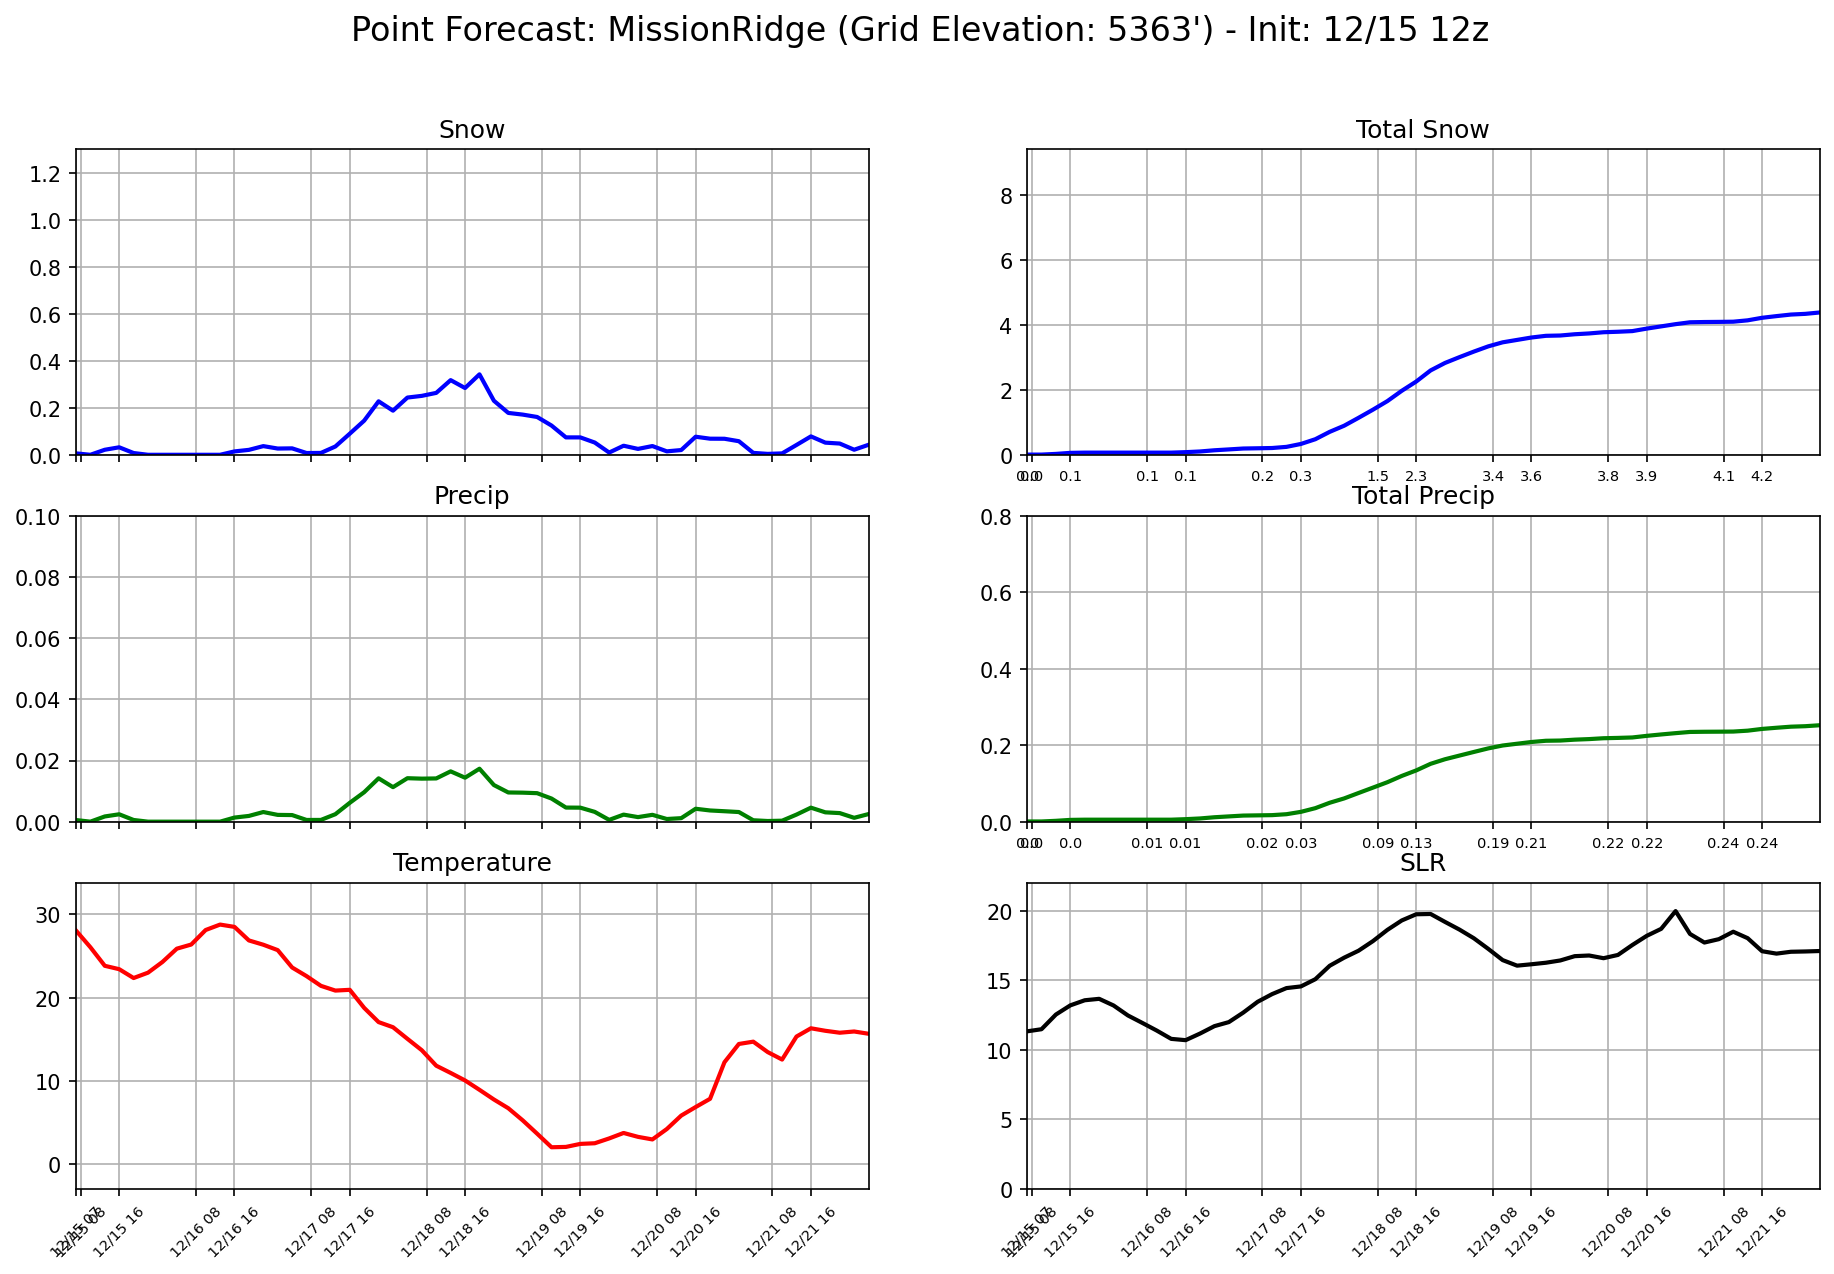 Point Forecast: MissionRidge (Grid Elevation: 5363') - Init: 12/15 12z
Snow
1.2
1.0
0.8
0.6
0.4
0.2
0.0
Total Snow
8
6
4
2
0
0.0 0.1 0.1 0.1 0.2 0.3 1.5 2.3 3.4 3.6 3.8 3.9 4.1 4.2
Precip
0.10
0.08
0.06
0.04
0.02
0.00
Total Precip
0.8
0.6
0.4
0.2
0.0
0.0 0.0 0.01 0.01 0.02 0.03 0.09 0.13 0.19 0.21 0.22 0.22 0.24 0.24
Temperature
30
20
10
0
12/15 07 12/15 08 12/15 16 12/16 08 12/16 16 12/17 08 12/17 16 12/18 08 12/18 16 12/19 08 12/19 16 12/20 08 12/20 16 12/21 08 12/21 16
SLR
20
15
10
5
0
12/15 07 12/15 08 12/15 16 12/16 08 12/16 16 12/17 08 12/17 16 12/18 08 12/18 16 12/19 08 12/19 16 12/20 08 12/20 16 12/21 08 12/21 16